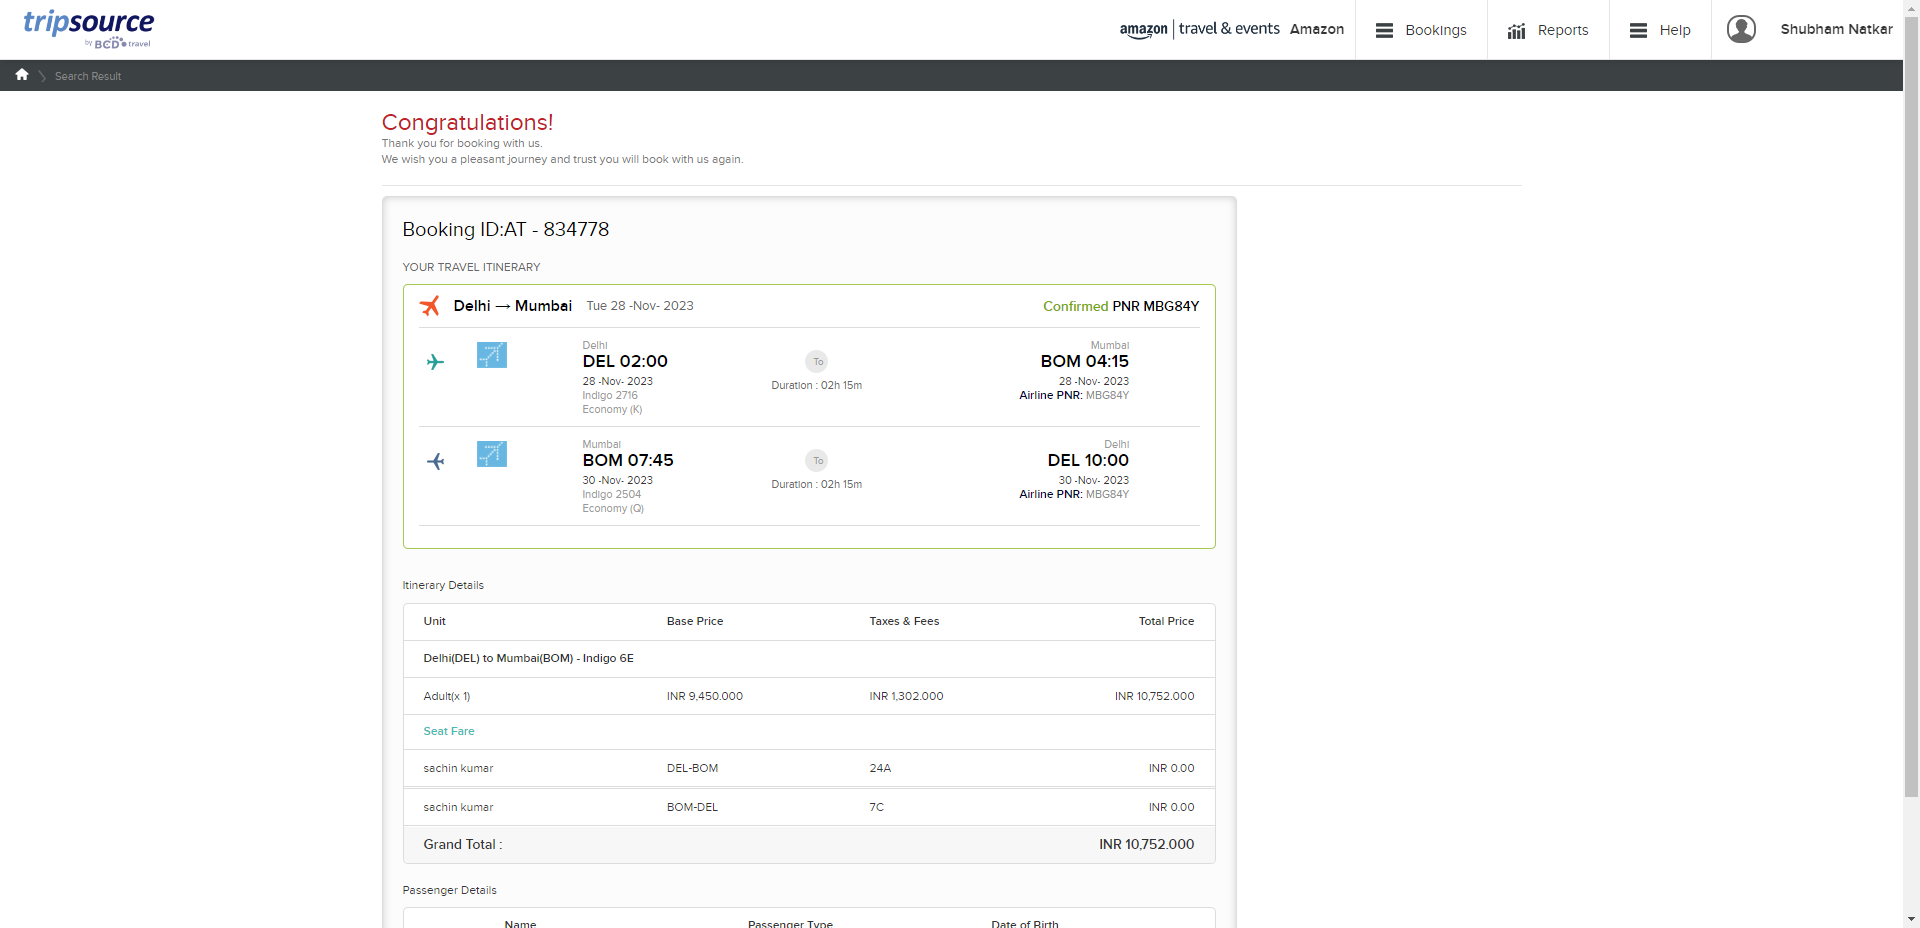 tripsource
by BCD travel
amazon | travel & events Amazon
Bookings
Reports
Help
Shubham Natkar
Search Result
Congratulations!
Thank you for booking with us.
We wish you a pleasant journey and trust you will book with us again.
Booking ID:AT - 834778
YOUR TRAVEL ITINERARY
Delhi → Mumbai Tue 28 -Nov- 2023 Confirmed PNR MBG84Y
Delhi Mumbai
DEL 02:00 To BOM 04:15
28 -Nov- 2023 Duration : 02h 15m 28 -Nov- 2023
Indigo 2716 Airline PNR: MBG84Y
Economy (K)
Mumbai Delhi
BOM 07:45 To DEL 10:00
30 -Nov- 2023 Duration : 02h 15m 30 -Nov- 2023
Indigo 2504 Airline PNR: MBG84Y
Economy (Q)
Itinerary Details
Unit Base Price Taxes & Fees Total Price
Delhi(DEL) to Mumbai(BOM) - Indigo 6E
Adult(x 1) INR 9,450.000 INR 1,302.000 INR 10,752.000
Seat Fare
sachin kumar DEL-BOM 24A INR 0.00
sachin kumar BOM-DEL 7C INR 0.00
Grand Total : INR 10,752.000
Passenger Details
Name Passenger Type Date of Birth